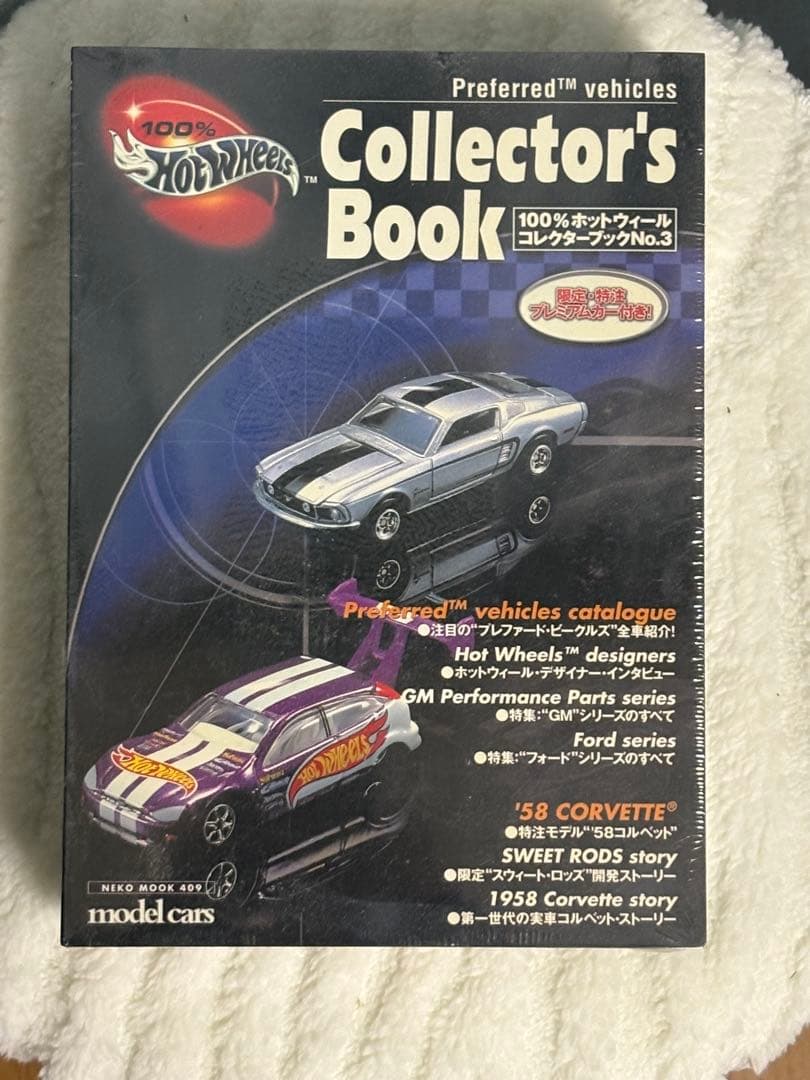 Preferred™ vehicles
100%
Hot Wheels™
Collector's
Book
100%ホットウィール
コレクターブックNo.3
限定・特注
プレミアムカー付き!
Preferred™ vehicles catalogue
●注目の"プレファード・ビークルズ"全車紹介!
Hot Wheels™ designers
●ホットウィール・デザイナー・インタビュー
GM Performance Parts series
●特集:"GM"シリーズのすべて
Ford series
●特集:"フォード"シリーズのすべて
Hot Wheels
Hot Wheels
'58 CORVETTE®
●特注モデル"'58コルベット"
SWEET RODS story
●限定"スウィート・ロッズ"開発ストーリー
1958 Corvette story
●第一世代の実車コルベット・ストーリー
NEKO MOOK 409
model cars